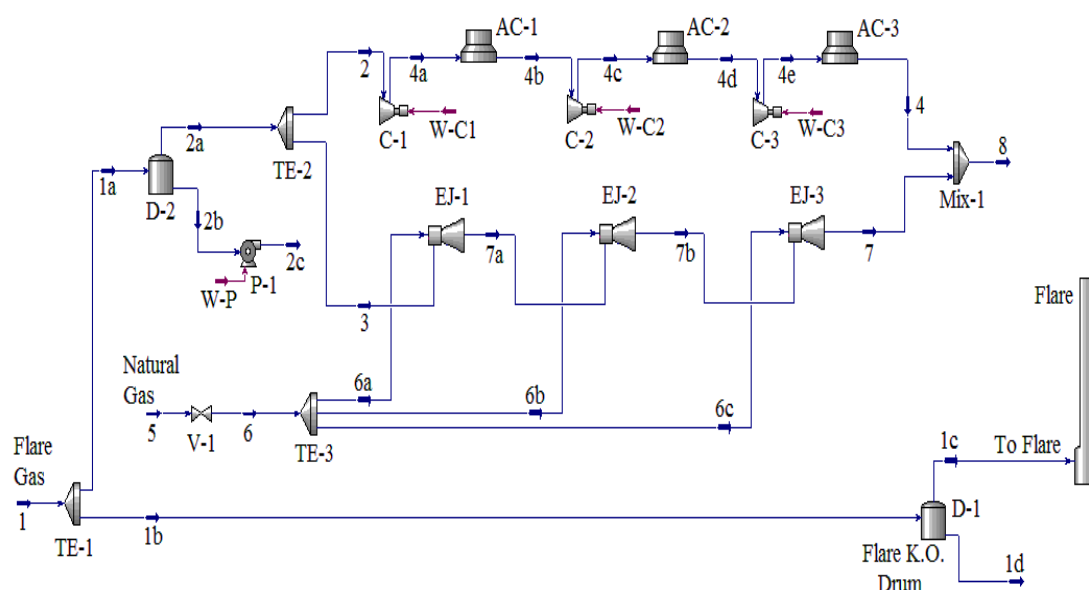 AC-1
AC-2
AC-3
2
4a
4b
4c
4d
4e
4
W-C1
W-C2
W-C3
C-1
C-2
C-3
8
Mix-1
2a
TE-2
1a
D-2
2b
2c
W-P
P-1
EJ-1
EJ-2
EJ-3
7a
7b
7
3
Flare
Natural
Gas
5
V-1
6
TE-3
6a
6b
6c
Flare
Gas
1
TE-1
1b
1c
To Flare
D-1
Flare K.O.
Drum
1d